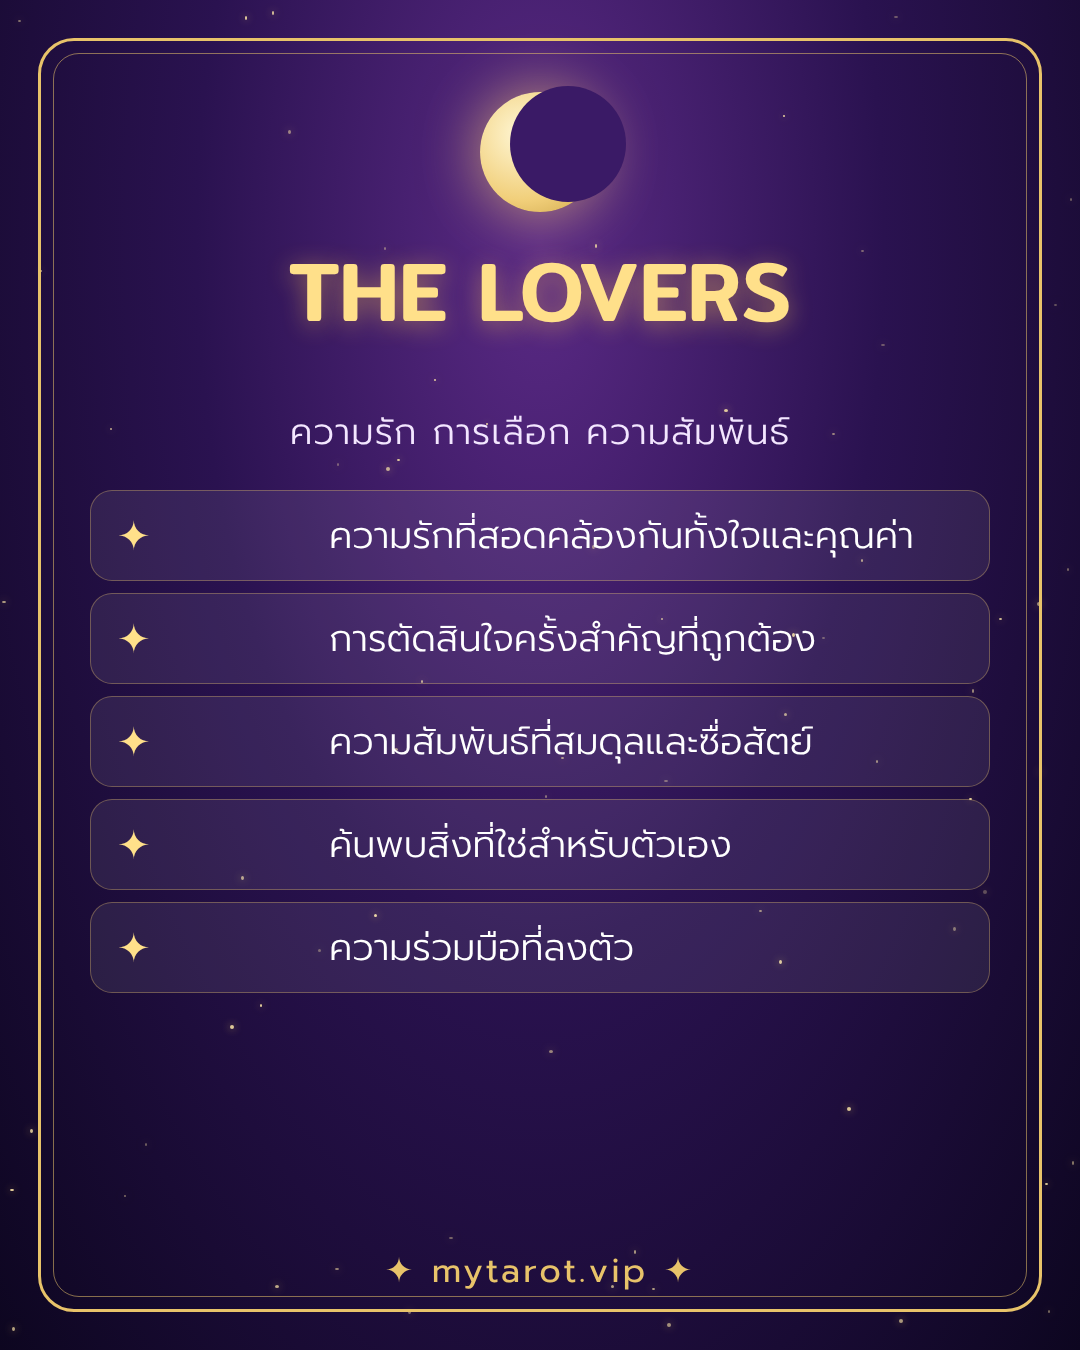 THE LOVERS
ความรัก การเลือก ความสัมพันธ์
✦ ความรักที่สอดคล้องกันทั้งใจและคุณค่า
✦ การตัดสินใจครั้งสำคัญที่ถูกต้อง
✦ ความสัมพันธ์ที่สมดุลและซื่อสัตย์
✦ ค้นพบสิ่งที่ใช่สำหรับตัวเอง
✦ ความร่วมมือที่ลงตัว
✦ mytarot.vip ✦